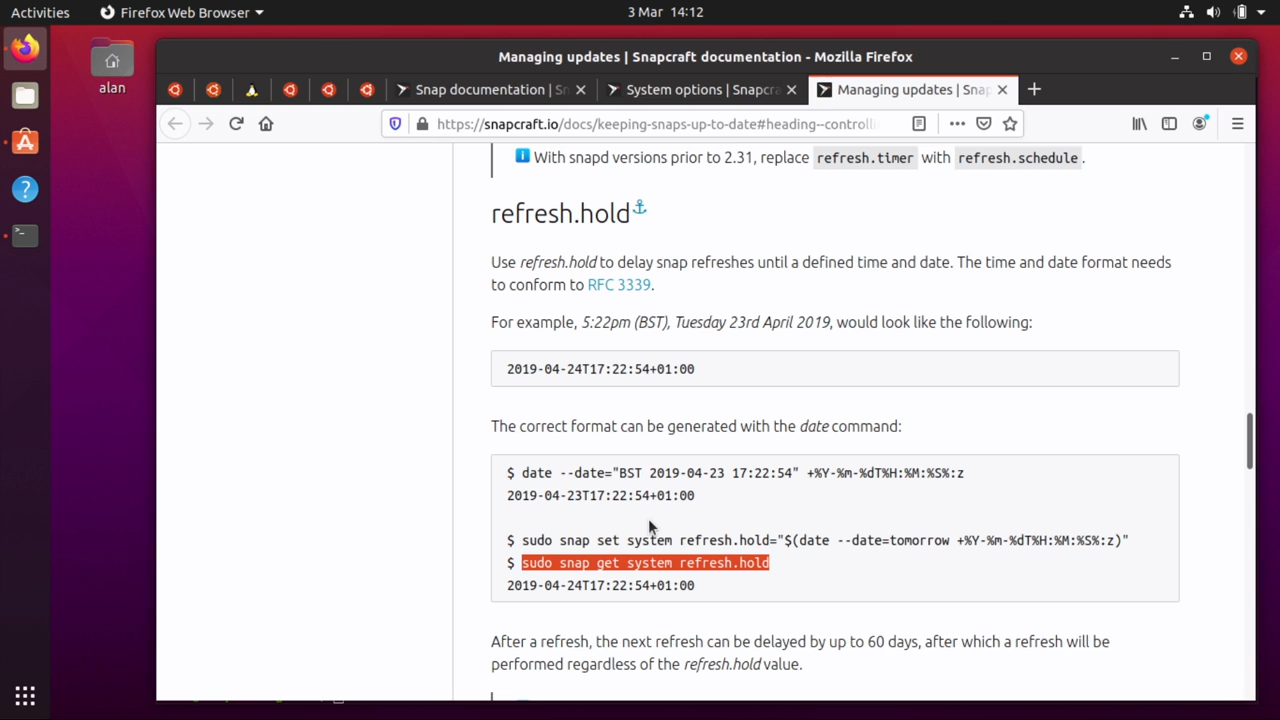 Activities
Firefox Web Browser
3 Mar 14:12
alan
Managing updates | Snapcraft documentation - Mozilla Firefox
Snap documentation | Sn
System options | Snapcra
Managing updates | Snap
https://snapcraft.io/docs/keeping-snaps-up-to-date#heading--controlli
With snapd versions prior to 2.31, replace refresh.timer with refresh.schedule.
refresh.hold
Use refresh.hold to delay snap refreshes until a defined time and date. The time and date format needs
to conform to RFC 3339.
For example, 5:22pm (BST), Tuesday 23rd April 2019, would look like the following:
2019-04-24T17:22:54+01:00
The correct format can be generated with the date command:
$ date --date="BST 2019-04-23 17:22:54" +%Y-%m-%dT%H:%M:%S%:z
2019-04-23T17:22:54+01:00
$ sudo snap set system refresh.hold="$(date --date=tomorrow +%Y-%m-%dT%H:%M:%S%:z)"
$ sudo snap get system refresh.hold
2019-04-24T17:22:54+01:00
After a refresh, the next refresh can be delayed by up to 60 days, after which a refresh will be
performed regardless of the refresh.hold value.